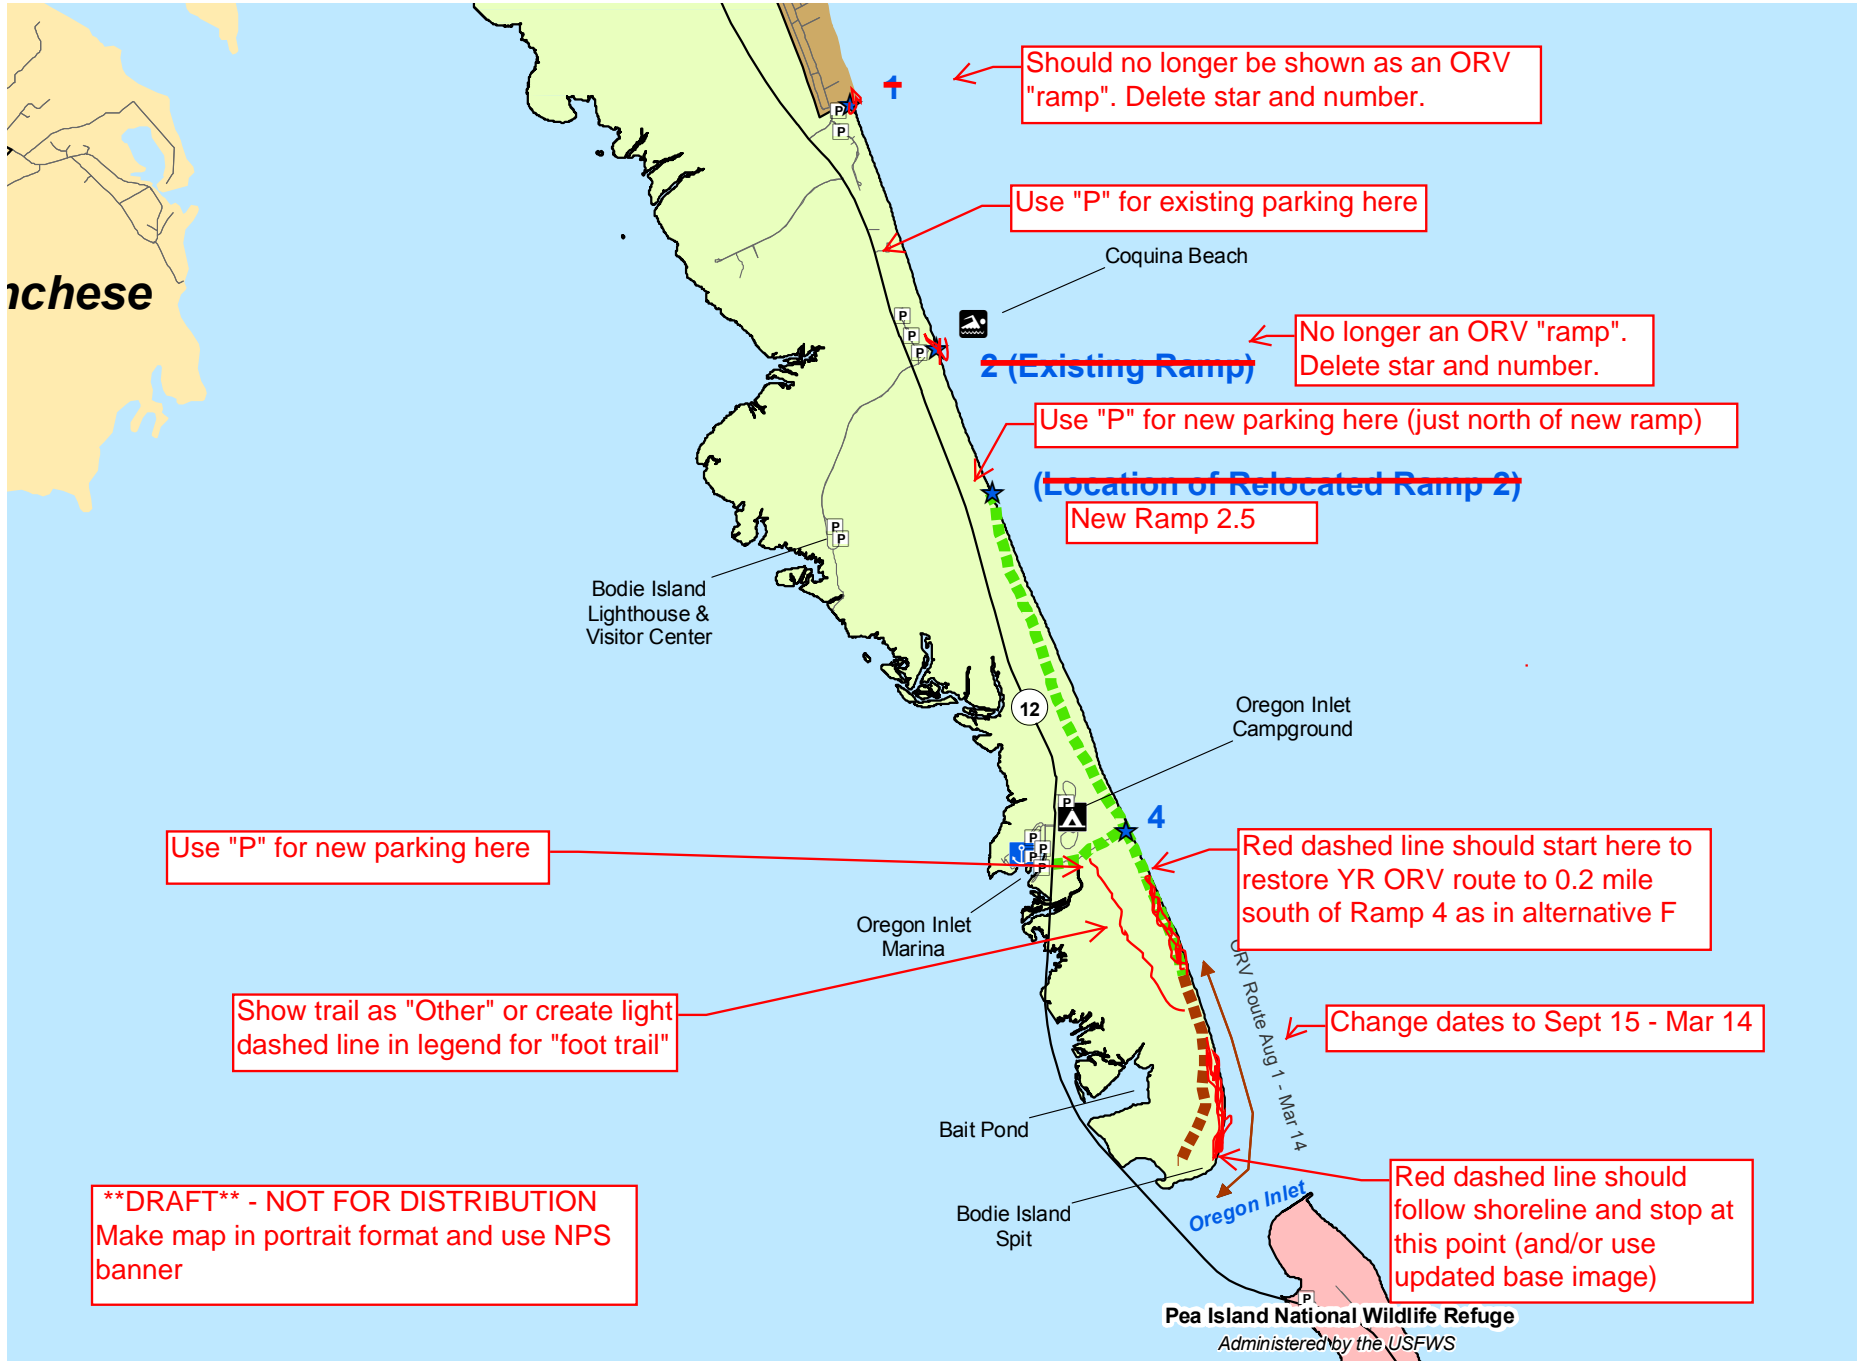 Should no longer be shown as an ORV
"ramp". Delete star and number.
1
P
P
Use "P" for existing parking here
Coquina Beach
nchese
P
P
P
No longer an ORV "ramp".
Delete star and number.
2 (Existing Ramp)
Use "P" for new parking here (just north of new ramp)
(Location of Relocated Ramp 2)
New Ramp 2.5
P
P
Bodie Island
Lighthouse &
Visitor Center
12
Oregon Inlet
Campground
P
4
Use "P" for new parking here
P
P
P
P
Red dashed line should start here to
restore YR ORV route to 0.2 mile
south of Ramp 4 as in alternative F
Oregon Inlet
Marina
ORV Route Aug 1 - Mar 14
Show trail as "Other" or create light
dashed line in legend for "foot trail"
Change dates to Sept 15 - Mar 14
Bait Pond
Red dashed line should
follow shoreline and stop at
this point (and/or use
updated base image)
**DRAFT** - NOT FOR DISTRIBUTION
Make map in portrait format and use NPS
banner
Bodie Island
Spit
Oregon Inlet
P
Pea Island National Wildlife Refuge
Administered by the USFWS